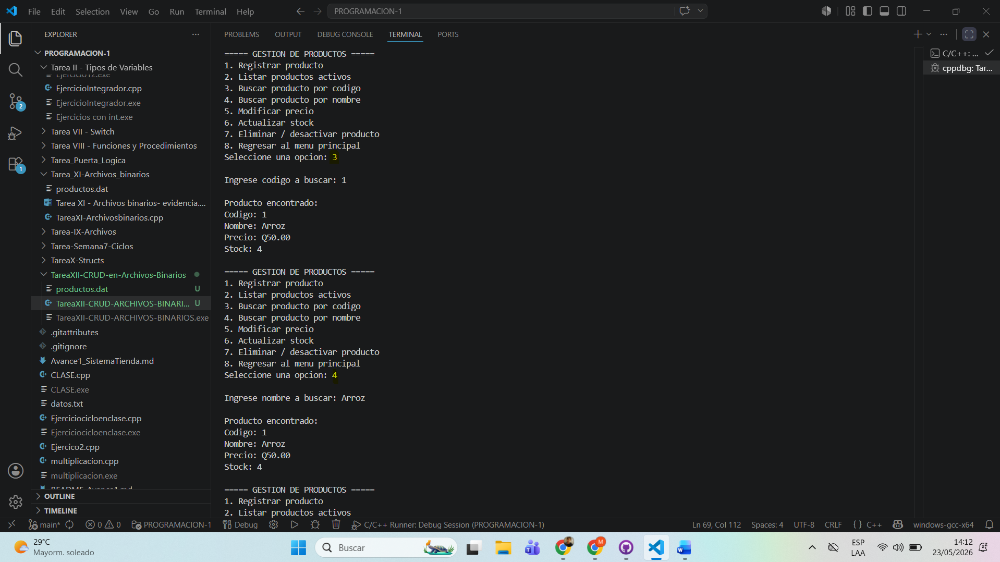 File Edit Selection View Go Run Terminal Help
PROGRAMACION-1
EXPLORER
PROGRAMACION-1
Tarea II - Tipos de Variables
Ejercicio12.exe
EjercicioIntegrador.cpp
EjercicioIntegrador.exe
Ejercicios con int.exe
Tarea VII - Switch
Tarea VIII - Funciones y Procedimientos
Tarea_Puerta_Logica
Tarea_XI-Archivos_binarios
productos.dat
Tarea XI - Archivos binarios- evidencia....
TareaXI-Archivosbinarios.cpp
Tarea-IX-Archivos
Tarea-Semana7-Ciclos
TareaX-Structs
TareaXII-CRUD-en-Archivos-Binarios
productos.dat U
TareaXII-CRUD-ARCHIVOS-BINARI... U
TareaXII-CRUD-ARCHIVOS-BINARIOS.exe
.gitattributes
.gitignore
Avance1_SistemaTienda.md
CLASE.cpp
CLASE.exe
datos.txt
Ejerciciocicloenclase.cpp
Ejerciciocicloenclase.exe
Ejercico2.cpp
multiplicacion.cpp
multiplicacion.exe
README_Avance1.md
OUTLINE
TIMELINE
2
1
PROBLEMS OUTPUT DEBUG CONSOLE TERMINAL PORTS
===== GESTION DE PRODUCTOS =====
1. Registrar producto
2. Listar productos activos
3. Buscar producto por codigo
4. Buscar producto por nombre
5. Modificar precio
6. Actualizar stock
7. Eliminar / desactivar producto
8. Regresar al menu principal
Seleccione una opcion: 3
Ingrese codigo a buscar: 1
Producto encontrado:
Codigo: 1
Nombre: Arroz
Precio: Q50.00
Stock: 4
===== GESTION DE PRODUCTOS =====
1. Registrar producto
2. Listar productos activos
3. Buscar producto por codigo
4. Buscar producto por nombre
5. Modificar precio
6. Actualizar stock
7. Eliminar / desactivar producto
8. Regresar al menu principal
Seleccione una opcion: 4
Ingrese nombre a buscar: Arroz
Producto encontrado:
Codigo: 1
Nombre: Arroz
Precio: Q50.00
Stock: 4
===== GESTION DE PRODUCTOS =====
1. Registrar producto
2. Listar productos activos
C/C++: ...
cppdbg: Tar...
main* 0 0 PROGRAMACION-1 Debug C/C++ Runner: Debug Session (PROGRAMACION-1) Ln 69, Col 112 Spaces: 4 UTF-8 CRLF { } C++ windows-gcc-x64
29°C
Mayorm. soleado
Buscar
M
ESP
LAA
14:12
23/05/2026